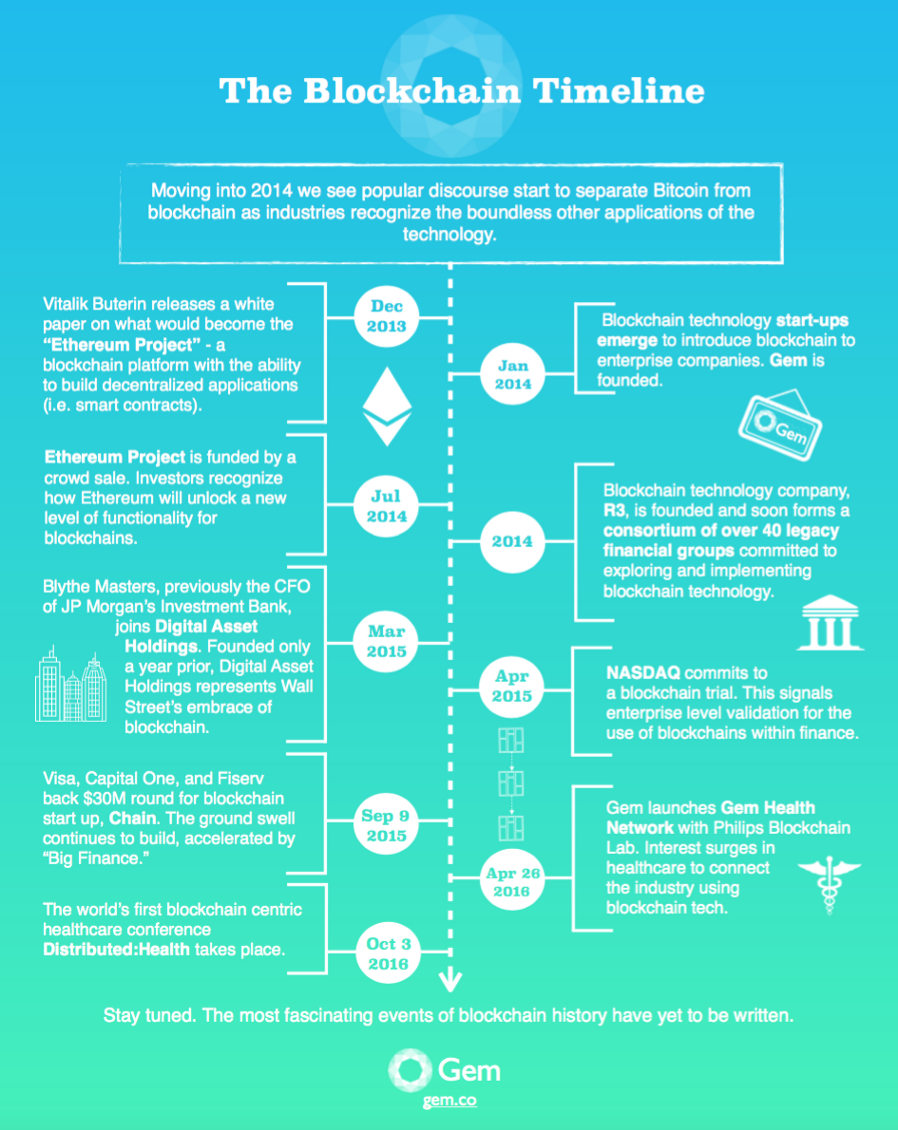 The Blockchain Timeline
Moving into 2014 we see popular discourse start to separate Bitcoin from
blockchain as industries recognize the boundless other applications of the
technology.
Vitalik Buterin releases a white
paper on what would become the
“Ethereum Project” - a
blockchain platform with the ability
to build decentralized applications
(i.e. smart contracts).
Dec
2013
Jan
2014
Blockchain technology start-ups
emerge to introduce blockchain to
enterprise companies. Gem is
founded.
Gem
Ethereum Project is funded by a
crowd sale. Investors recognize
how Ethereum will unlock a new
level of functionality for
blockchains.
Jul
2014
2014
Blockchain technology company,
R3, is founded and soon forms a
consortium of over 40 legacy
financial groups committed to
exploring and implementing
blockchain technology.
Blythe Masters, previously the CFO
of JP Morgan’s Investment Bank,
joins Digital Asset
Holdings. Founded only
a year prior, Digital Asset
Holdings represents Wall
Street’s embrace of
blockchain.
Mar
2015
Apr
2015
NASDAQ commits to
a blockchain trial. This signals
enterprise level validation for the
use of blockchains within finance.
Visa, Capital One, and Fiserv
back $30M round for blockchain
start up, Chain. The ground swell
continues to build, accelerated by
“Big Finance.”
Sep 9
2015
Apr 26
2016
Gem launches Gem Health
Network with Philips Blockchain
Lab. Interest surges in
healthcare to connect
the industry using
blockchain tech.
The world’s first blockchain centric
healthcare conference
Distributed:Health takes place.
Oct 3
2016
Stay tuned. The most fascinating events of blockchain history have yet to be written.
Gem
gem.co